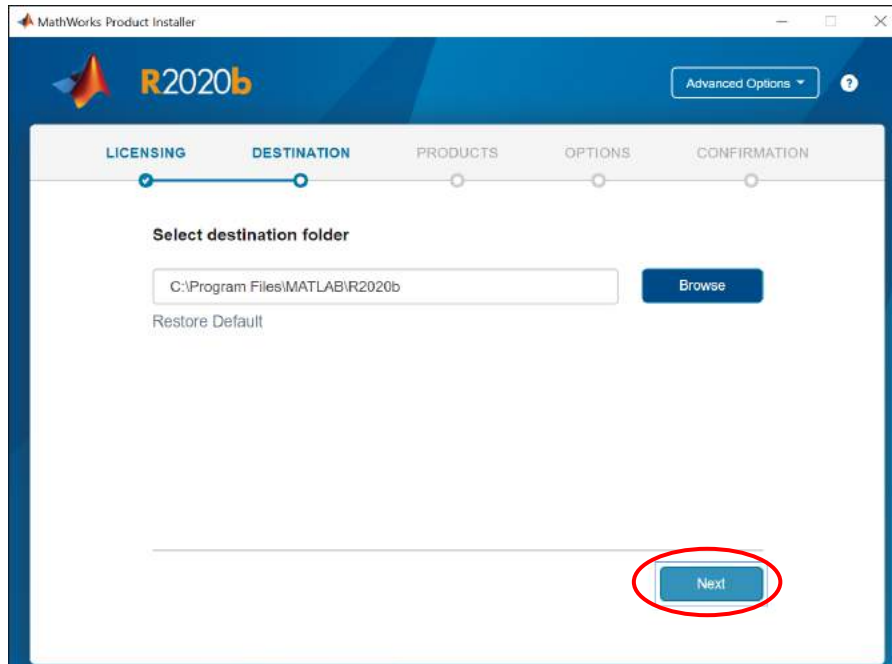 MathWorks Product Installer
R2020b
Advanced Options
?
LICENSING DESTINATION PRODUCTS OPTIONS CONFIRMATION
Select destination folder
C:\Program Files\MATLAB\R2020b
Browse
Restore Default
Next